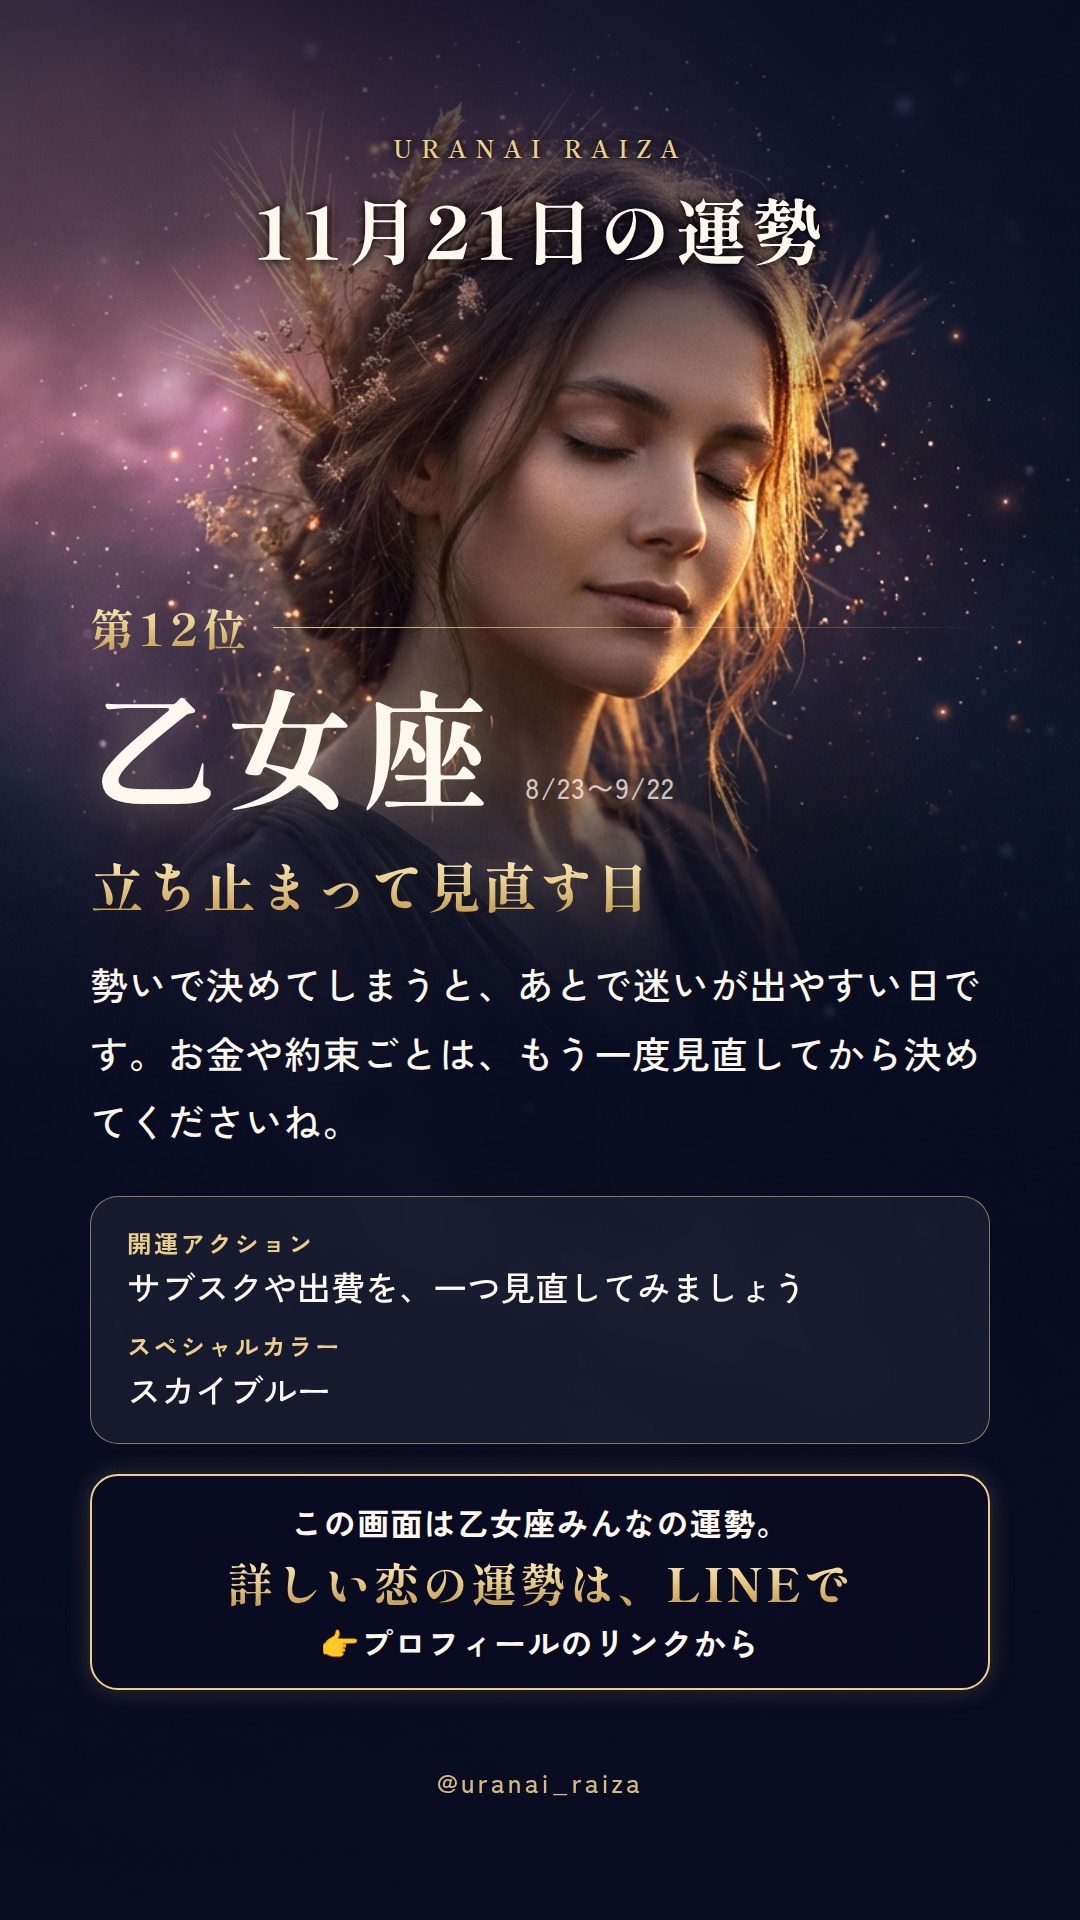 URANAI RAIZA
11月21日の運勢
第12位
乙女座 8/23〜9/22
立ち止まって見直す日
勢いで決めてしまうと、あとで迷いが出やすい日で
す。お金や約束ごとは、もう一度見直してから決め
てくださいね。
開運アクション
サブスクや出費を、一つ見直してみましょう
スペシャルカラー
スカイブルー
この画面は乙女座みんなの運勢。
詳しい恋の運勢は、LINEで
👉プロフィールのリンクから
@uranai_raiza